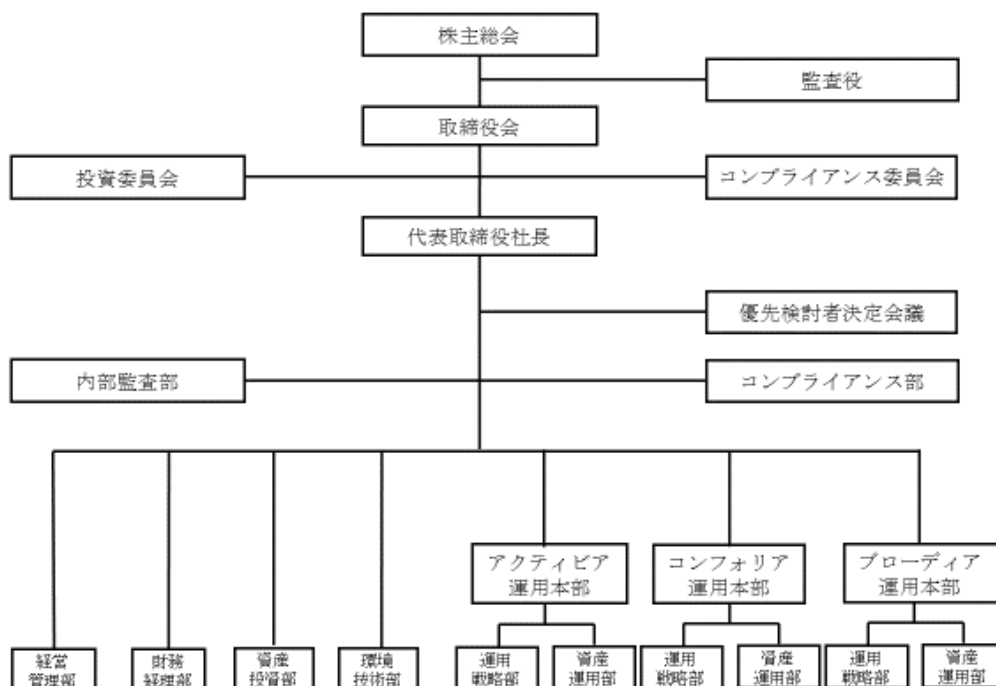 株主総会
監査役
取締役会
投資委員会
コンプライアンス委員会
代表取締役社長
優先検討者決定会議
内部監査部
コンプライアンス部
アクティビア
運用本部
コンフォリア
運用本部
ブローディア
運用本部
経営
管理部
財務
経理部
資産
投資部
環境
技術部
運用
戦略部
資産
運用部
運用
戦略部
資産
運用部
運用
戦略部
資産
運用部